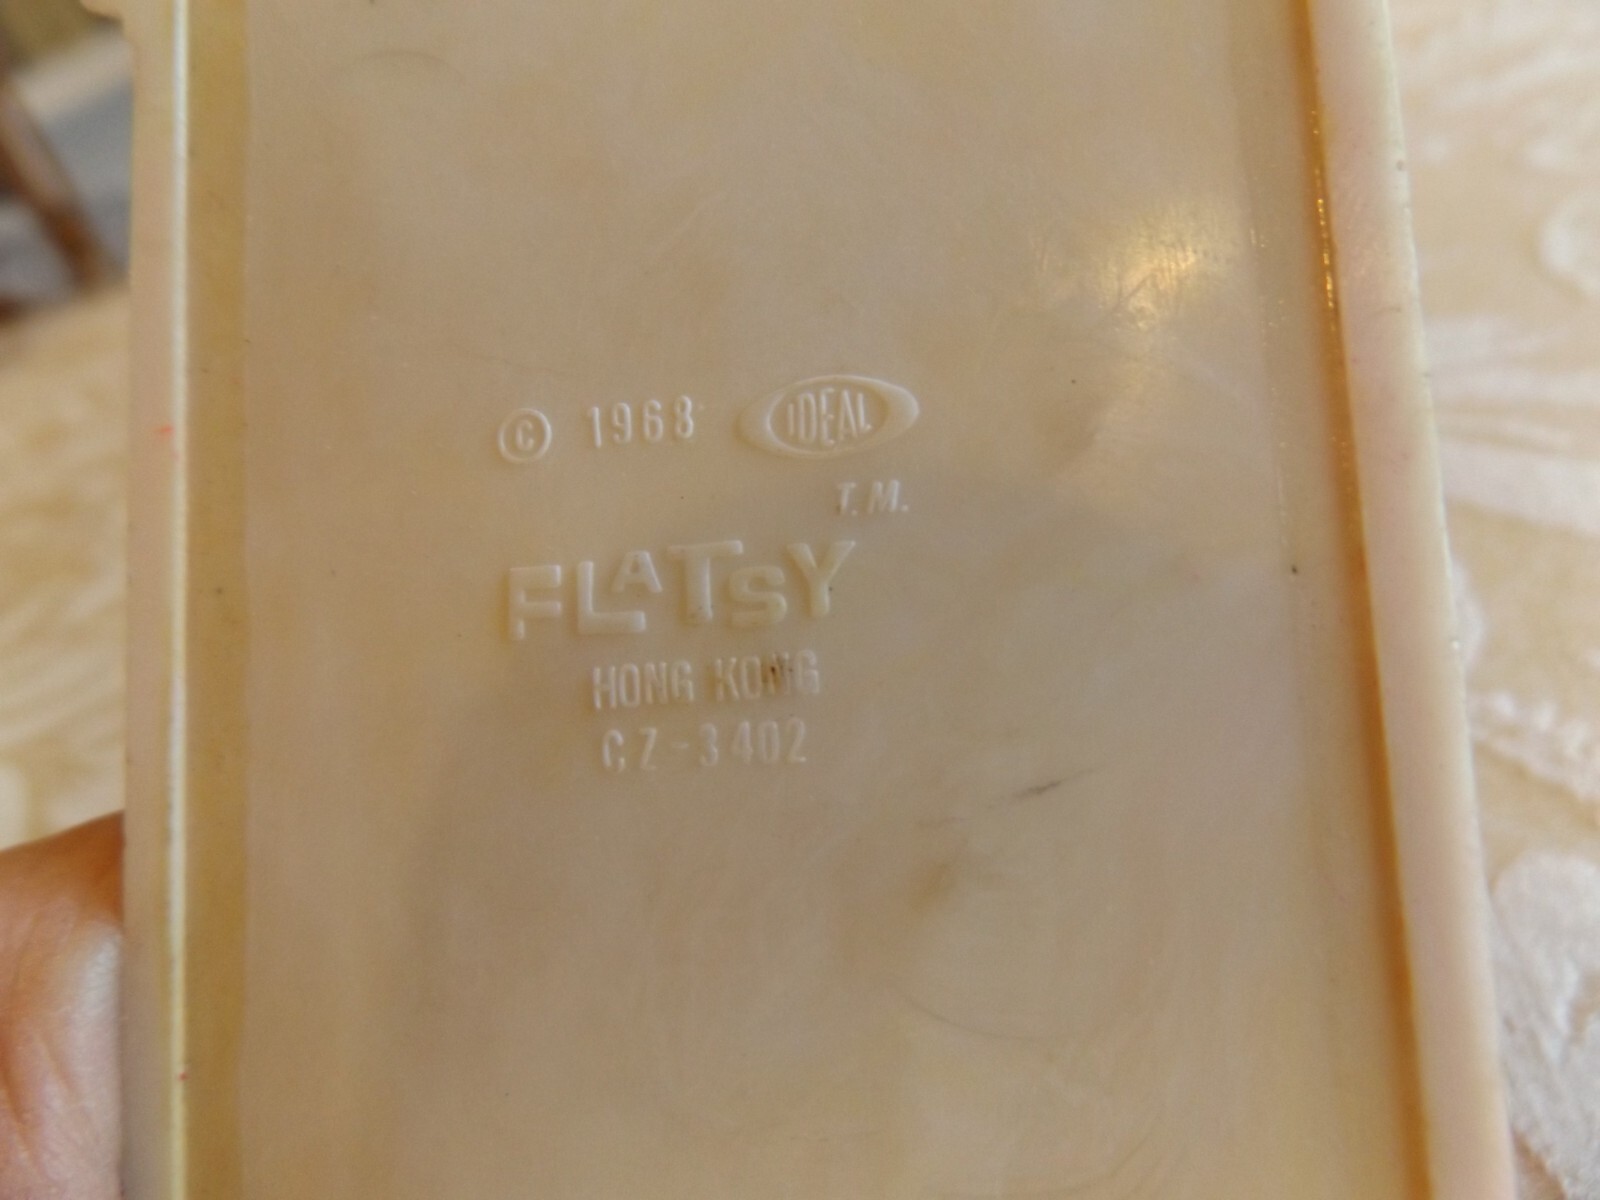 © 1968 IDEAL
T.M.
FLATSY
HONG KONG
CZ-3402